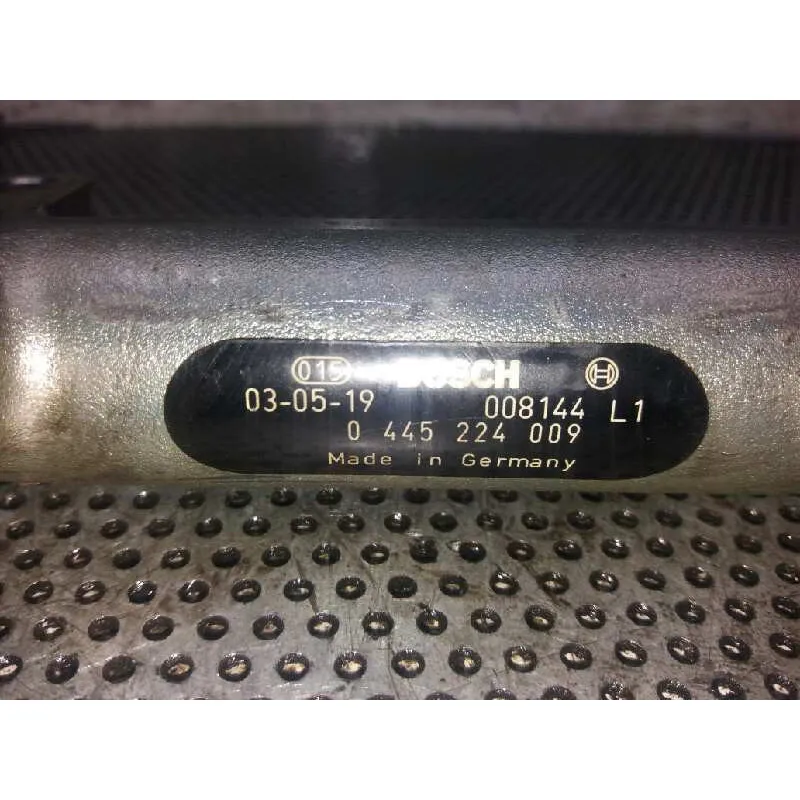 015 BOSCH
03-05-19 008144 L1
0 445 224 009
Made in Germany